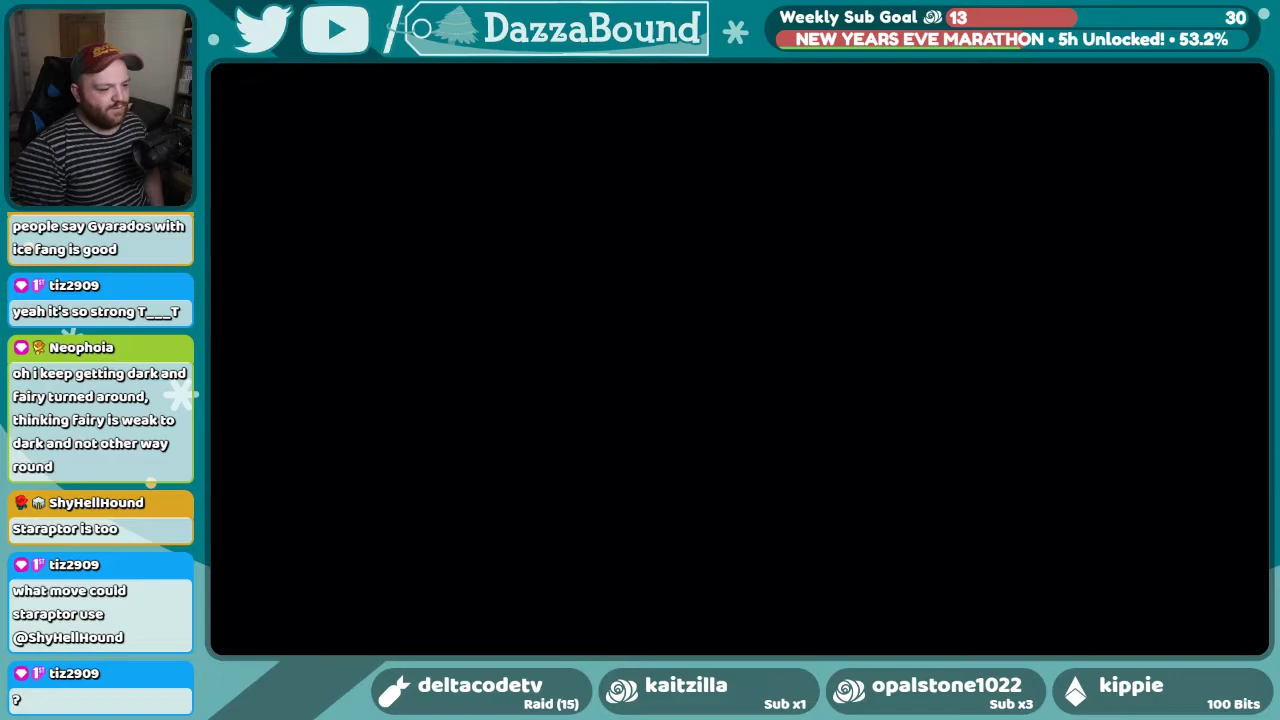 DazzaBound
Weekly Sub Goal 13 30
NEW YEARS EVE MARATHON • 5h Unlocked! • 53.2%
people say Gyarados with
ice fang is good
1ST tiz2909
yeah it's so strong T___T
Neophoia
oh i keep getting dark and
fairy turned around,
thinking fairy is weak to
dark and not other way
round
ShyHellHound
Staraptor is too
1ST tiz2909
what move could
staraptor use
@ShyHellHound
1ST tiz2909
?
deltacodetv
Raid (15)
kaitzilla
Sub x1
opalstone1022
Sub x3
kippie
100 Bits